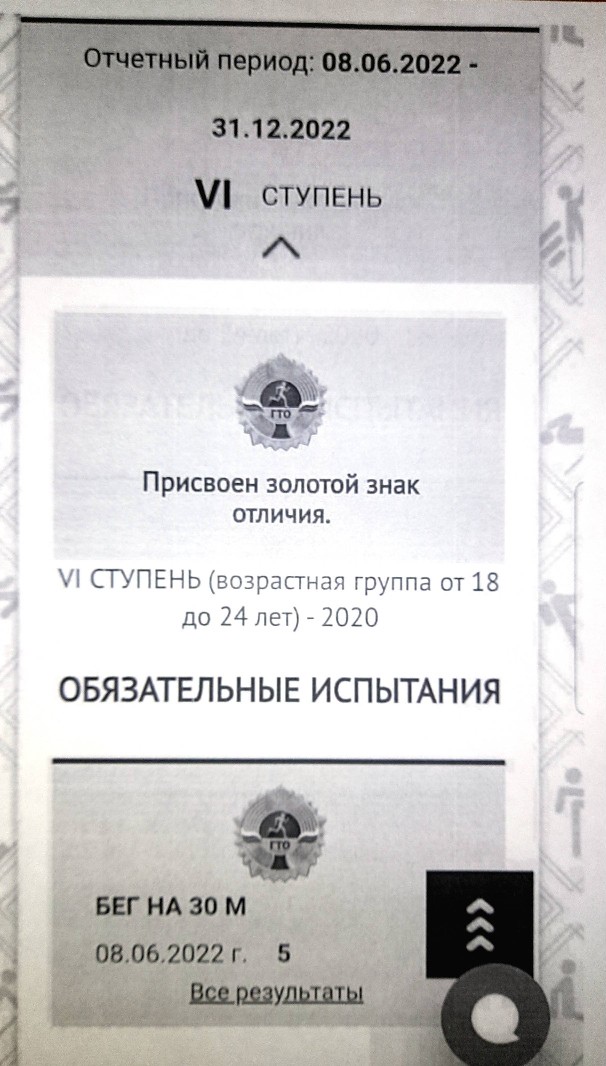 Отчетный период: 08.06.2022 -
31.12.2022
VI СТУПЕНЬ
ГТО
Присвоен золотой знак
отличия.
VI СТУПЕНЬ (возрастная группа от 18
до 24 лет) - 2020
ОБЯЗАТЕЛЬНЫЕ ИСПЫТАНИЯ
ГТО
БЕГ НА 30 М
08.06.2022 г. 5
Все результаты